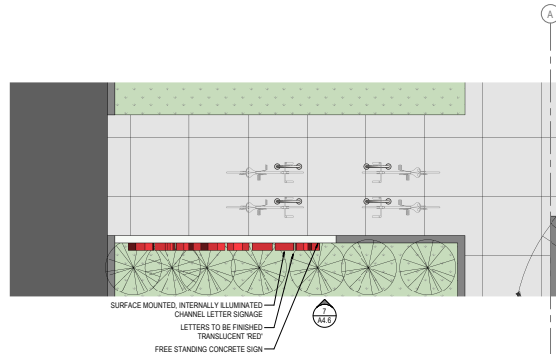 A
SURFACE MOUNTED, INTERNALLY ILLUMINATED
CHANNEL LETTER SIGNAGE
LETTERS TO BE FINISHED
TRANSLUCENT 'RED'
FREE STANDING CONCRETE SIGN
7
A4.6